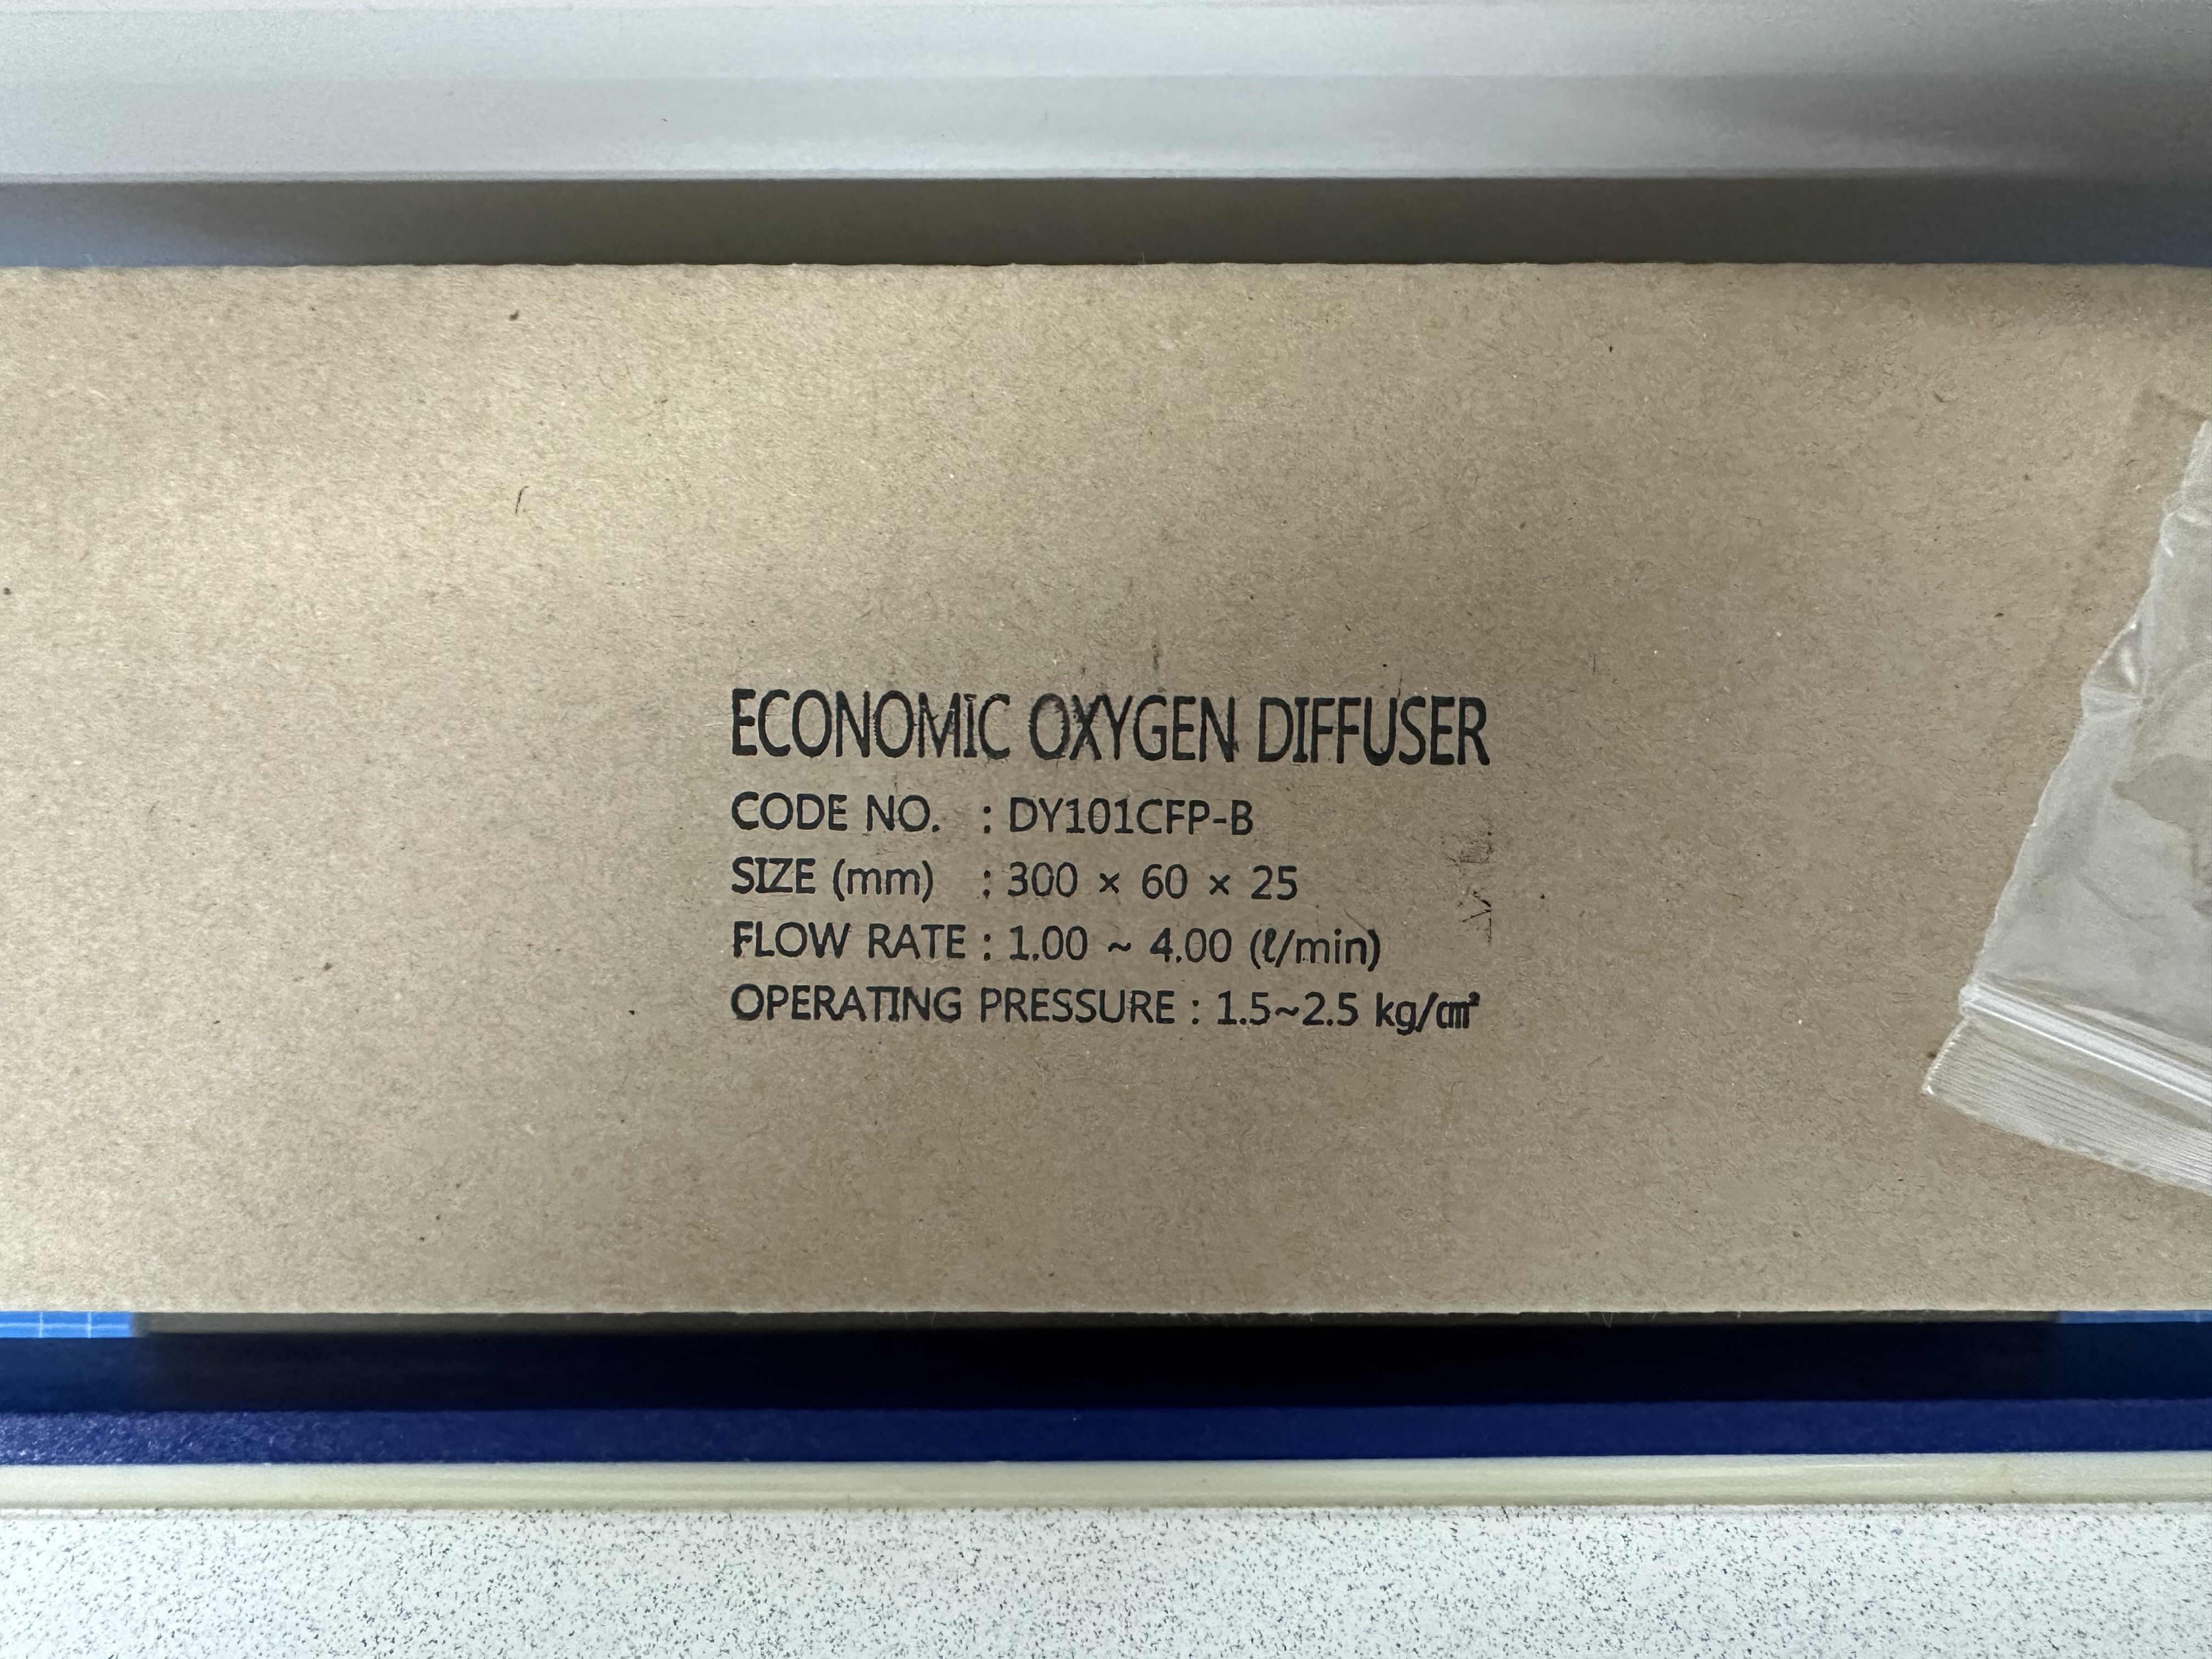 ECONOMIC OXYGEN DIFFUSER
CODE NO. : DY101CFP-B
SIZE (mm) : 300 × 60 × 25
FLOW RATE : 1.00 ~ 4.00 (ℓ/min)
OPERATING PRESSURE : 1.5~2.5 kg/㎠